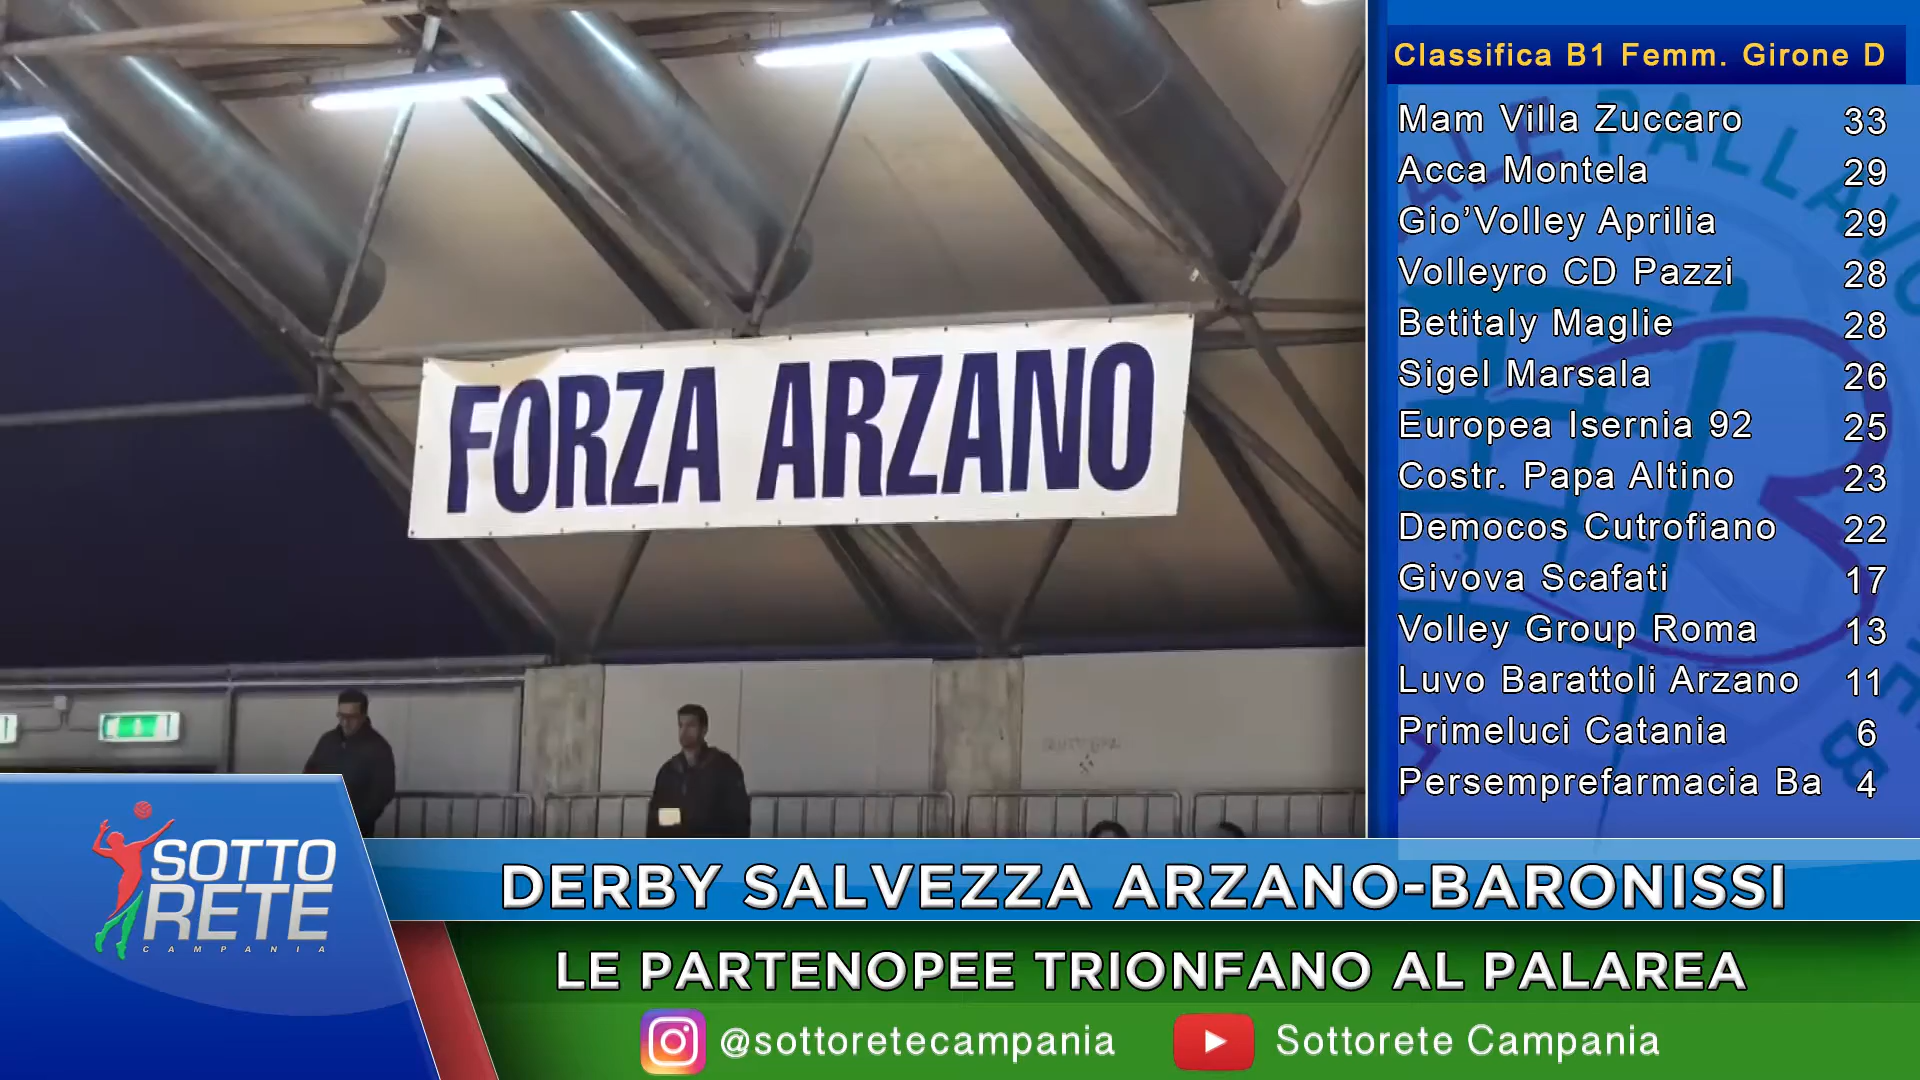 FORZA ARZANO
Classifica B1 Femm. Girone D
Mam Villa Zuccaro 33
Acca Montela 29
Gio’Volley Aprilia 29
Volleyro CD Pazzi 28
Betitaly Maglie 28
Sigel Marsala 26
Europea Isernia 92 25
Costr. Papa Altino 23
Democos Cutrofiano 22
Givova Scafati 17
Volley Group Roma 13
Luvo Barattoli Arzano 11
Primeluci Catania 6
Persemprefarmacia Ba 4
SOTTO
RETE
CAMPANIA
DERBY SALVEZZA ARZANO-BARONISSI
LE PARTENOPEE TRIONFANO AL PALAREA
@sottoretecampania
Sottorete Campania